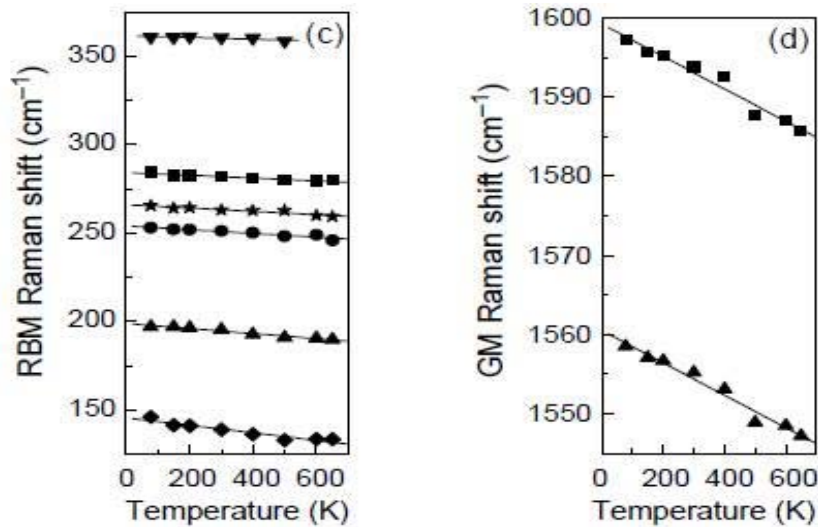 (c)
RBM Raman shift (cm⁻¹)
350
300
250
200
150
0 200 400 600
Temperature (K)
(d)
GM Raman shift (cm⁻¹)
1600
1590
1580
1570
1560
1550
0 200 400 600
Temperature (K)